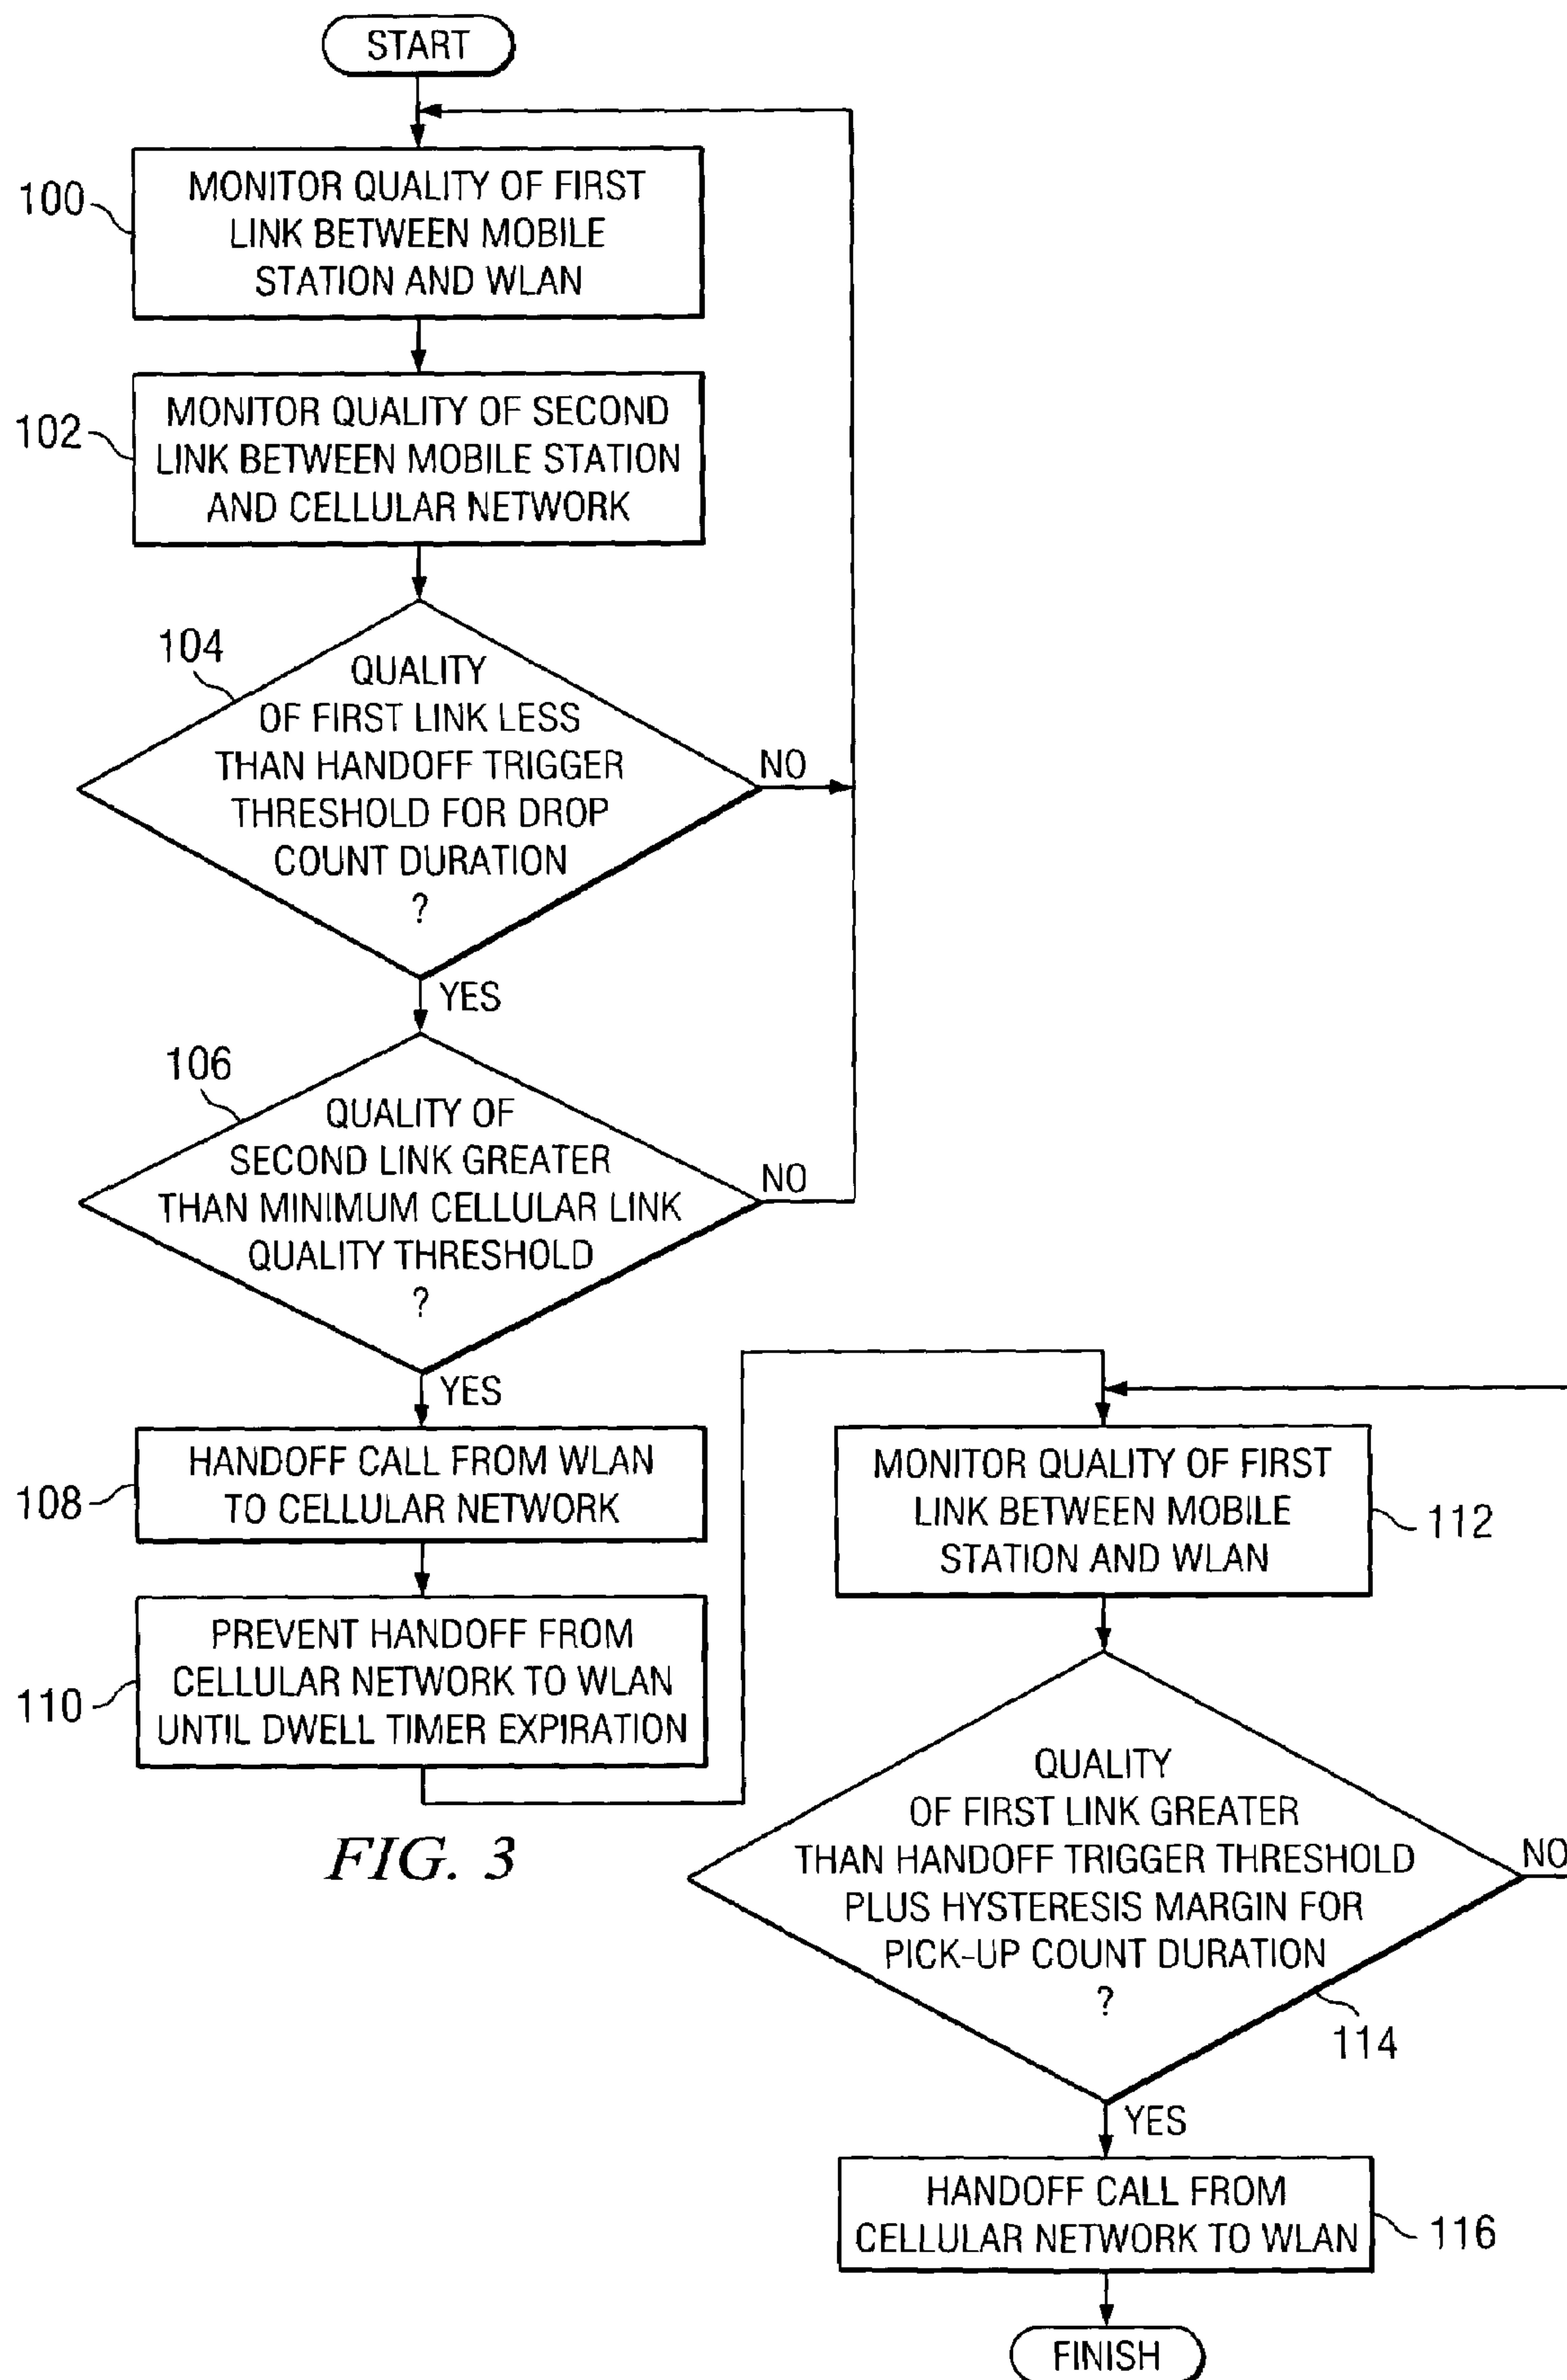 START
100
MONITOR QUALITY OF FIRST
LINK BETWEEN MOBILE
STATION AND WLAN
102
MONITOR QUALITY OF SECOND
LINK BETWEEN MOBILE STATION
AND CELLULAR NETWORK
104
QUALITY
OF FIRST LINK LESS
THAN HANDOFF TRIGGER
THRESHOLD FOR DROP
COUNT DURATION
?
NO
YES
106
QUALITY OF
SECOND LINK GREATER
THAN MINIMUM CELLULAR LINK
QUALITY THRESHOLD
?
NO
YES
108
HANDOFF CALL FROM WLAN
TO CELLULAR NETWORK
110
PREVENT HANDOFF FROM
CELLULAR NETWORK TO WLAN
UNTIL DWELL TIMER EXPIRATION
FIG. 3
MONITOR QUALITY OF FIRST
LINK BETWEEN MOBILE
STATION AND WLAN
112
QUALITY
OF FIRST LINK GREATER
THAN HANDOFF TRIGGER THRESHOLD
PLUS HYSTERESIS MARGIN FOR
PICK-UP COUNT DURATION
?
NO
114
YES
HANDOFF CALL FROM
CELLULAR NETWORK TO WLAN
116
FINISH